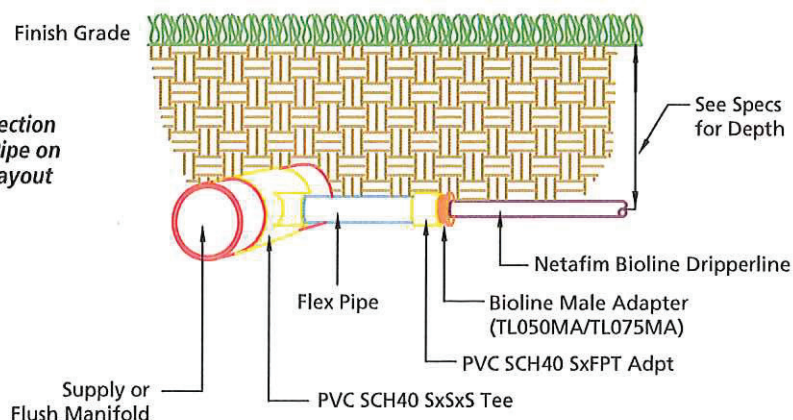 Finish Grade
ection
ipe on
ayout
See Specs
for Depth
Netafim Bioline Dripperline
Flex Pipe
Bioline Male Adapter
(TL050MA/TL075MA)
PVC SCH40 SxFPT Adpt
Supply or
Flush Manifold
PVC SCH40 SxSxS Tee